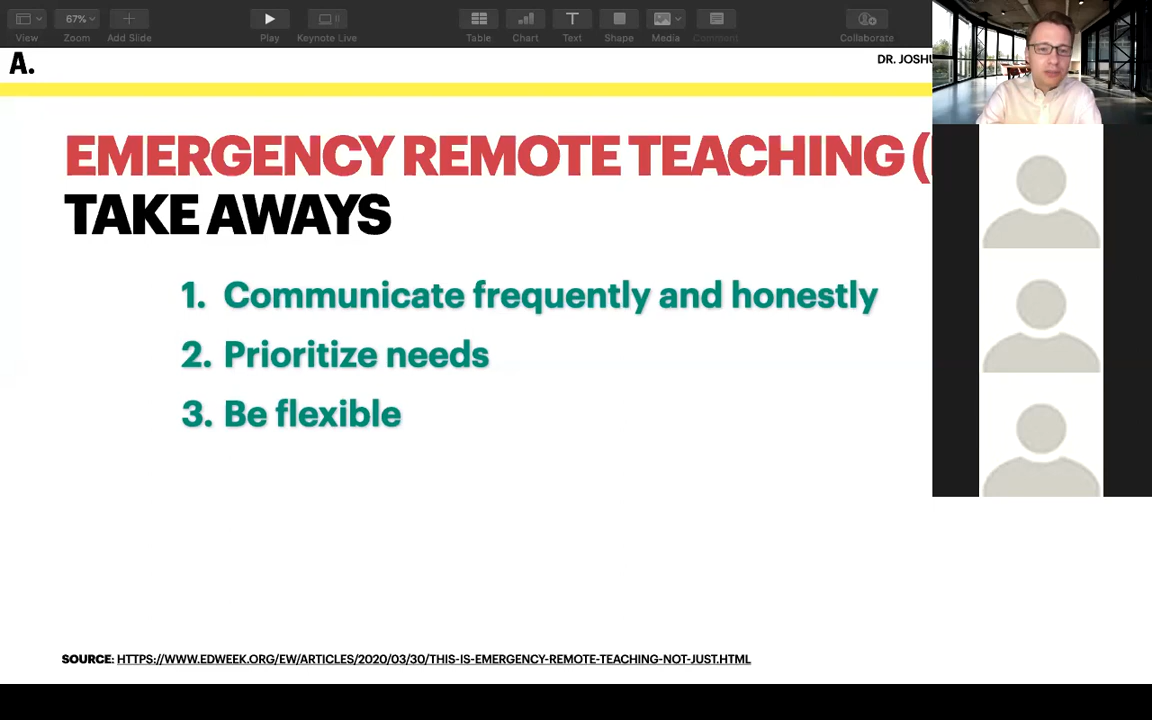 67%
View
Zoom
Add Slide
Play
Keynote Live
Table
Chart
Text
Shape
Media
Comment
Collaborate
A.
DR.
EMERGENCY REMOTE TEACHING (
TAKE AWAYS
1. Communicate frequently and honestly
2. Prioritize needs
3. Be flexible
SOURCE: HTTPS://WWW.EDWEEK.ORG/EW/ARTICLES/2020/03/30/THIS-IS-EMERGENCY-REMOTE-TEACHING-NOT-JUST.HTML